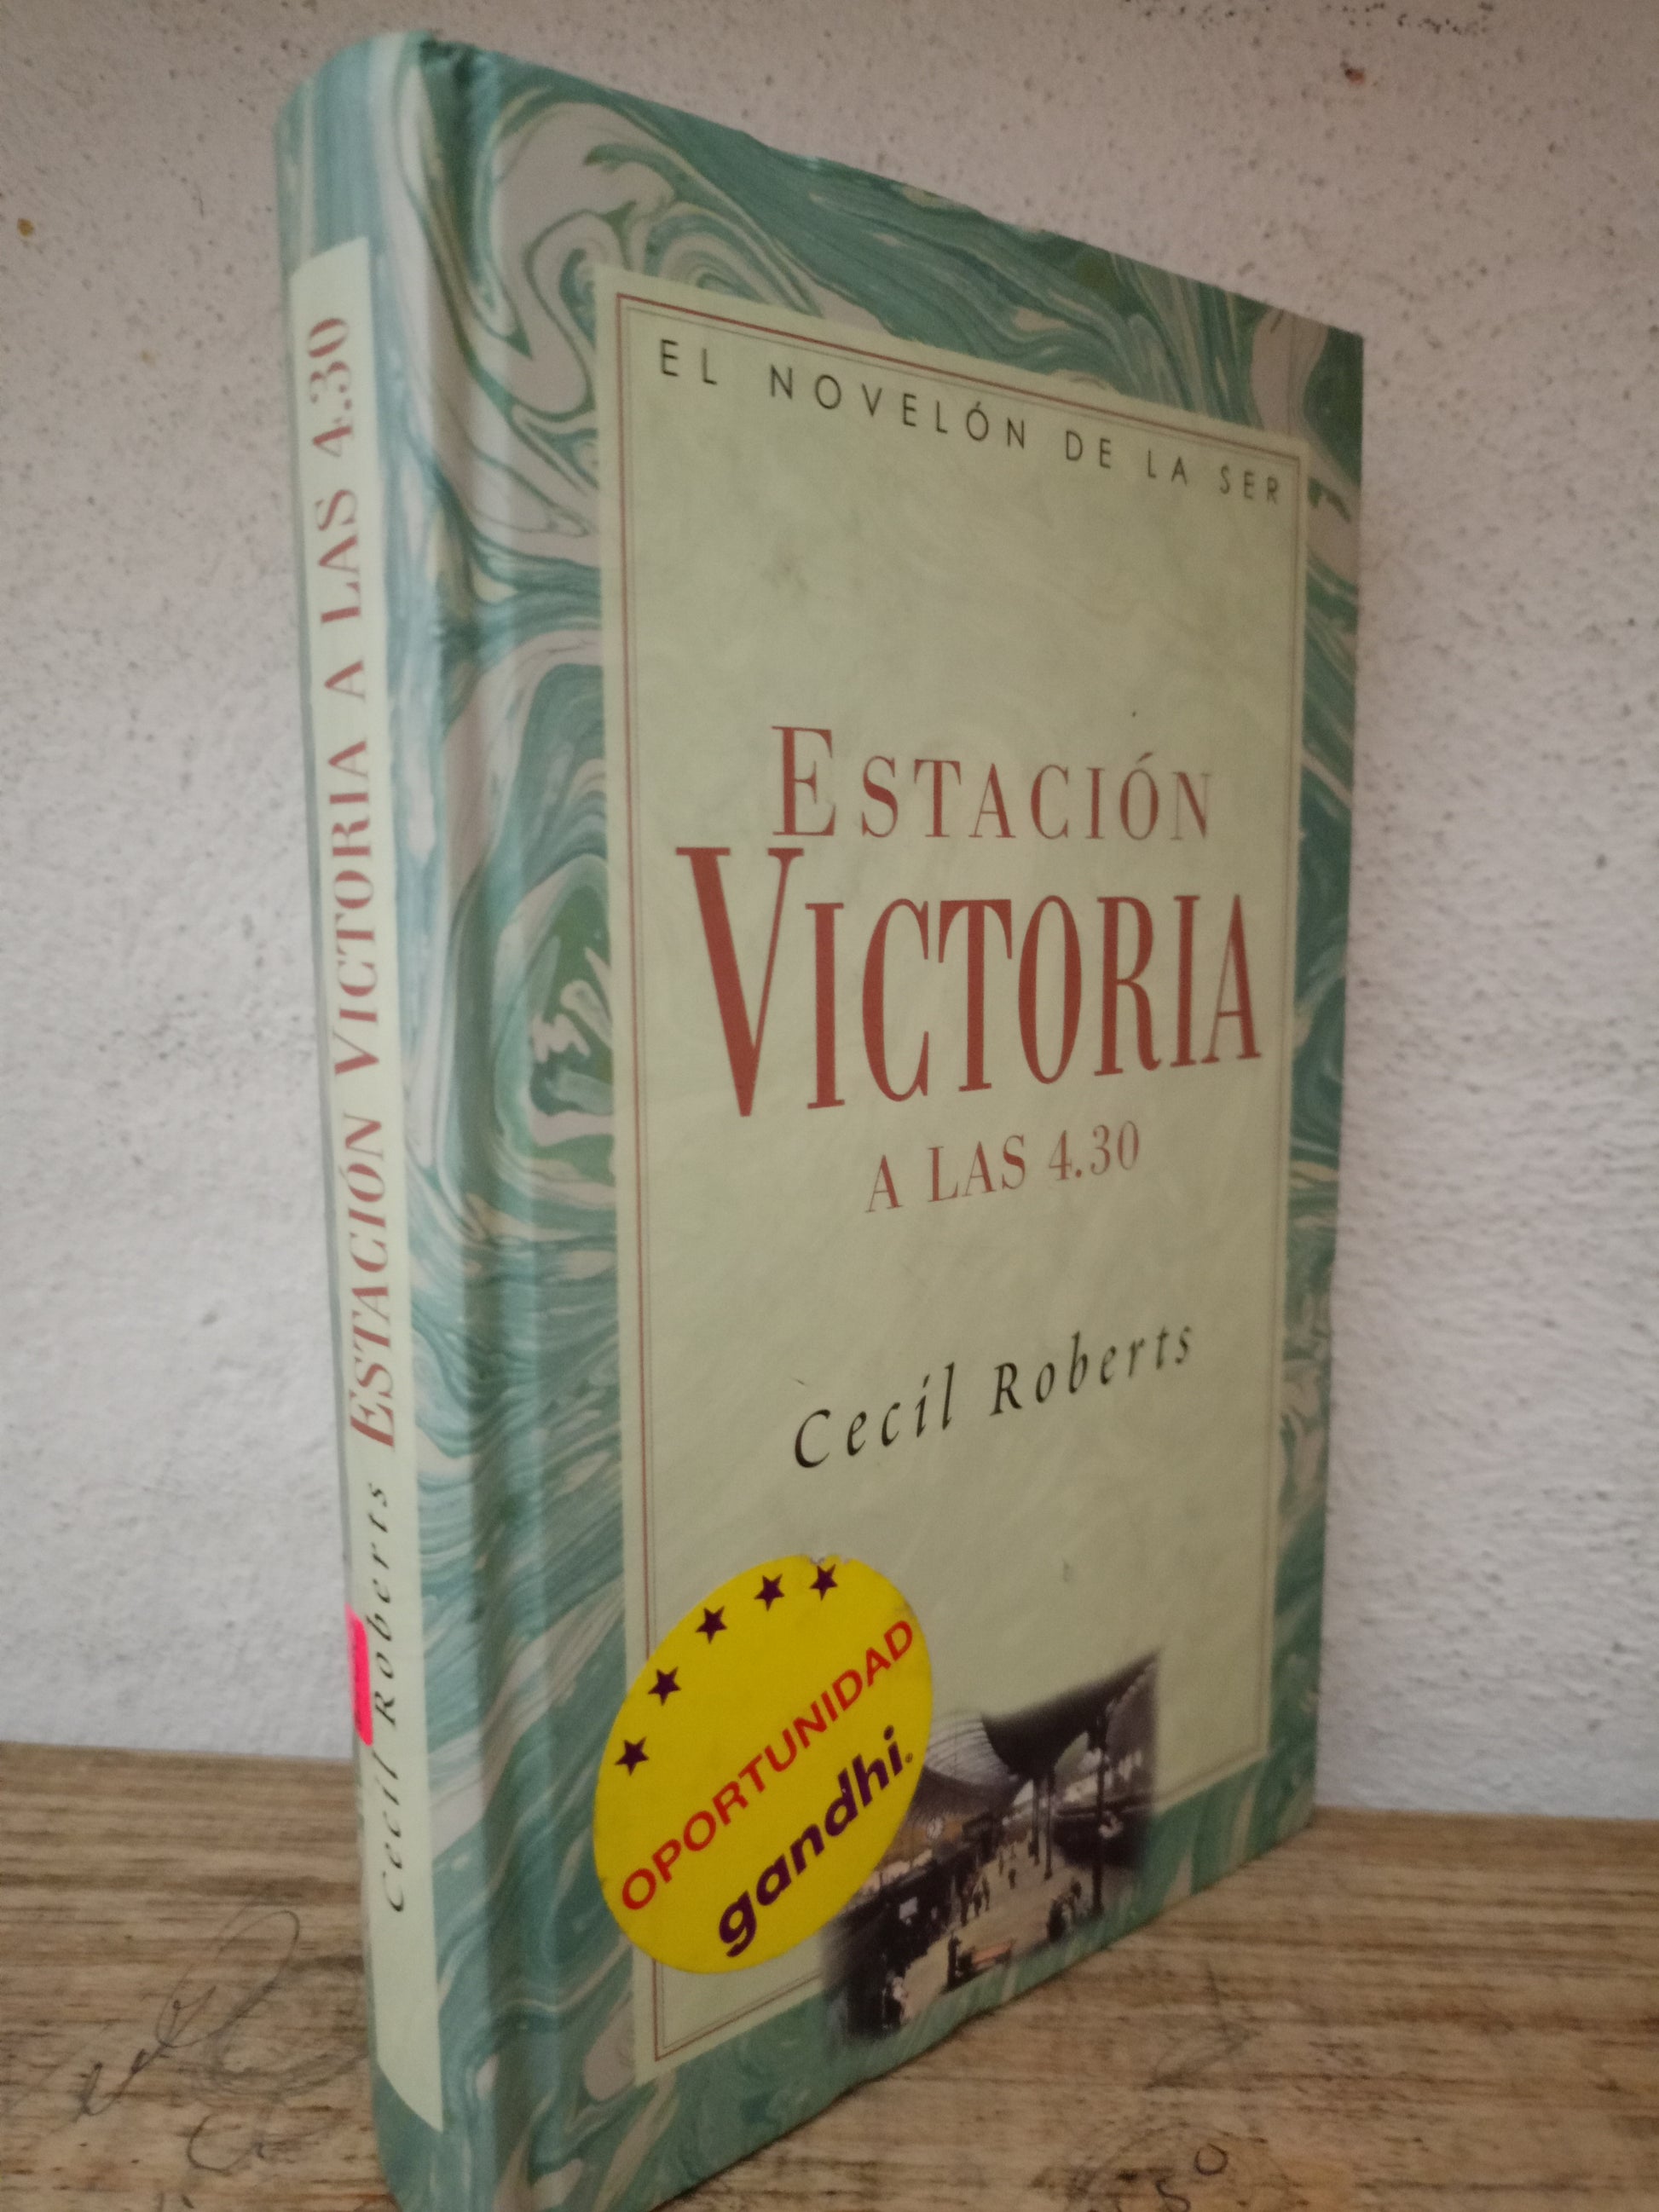 Cecil Roberts ESTACIÓN VICTORIA A LAS 4.30
EL NOVELÓN DE LA SER
ESTACIÓN
VICTORIA
A LAS 4.30
Cecil Roberts
OPORTUNIDAD
gandhi.